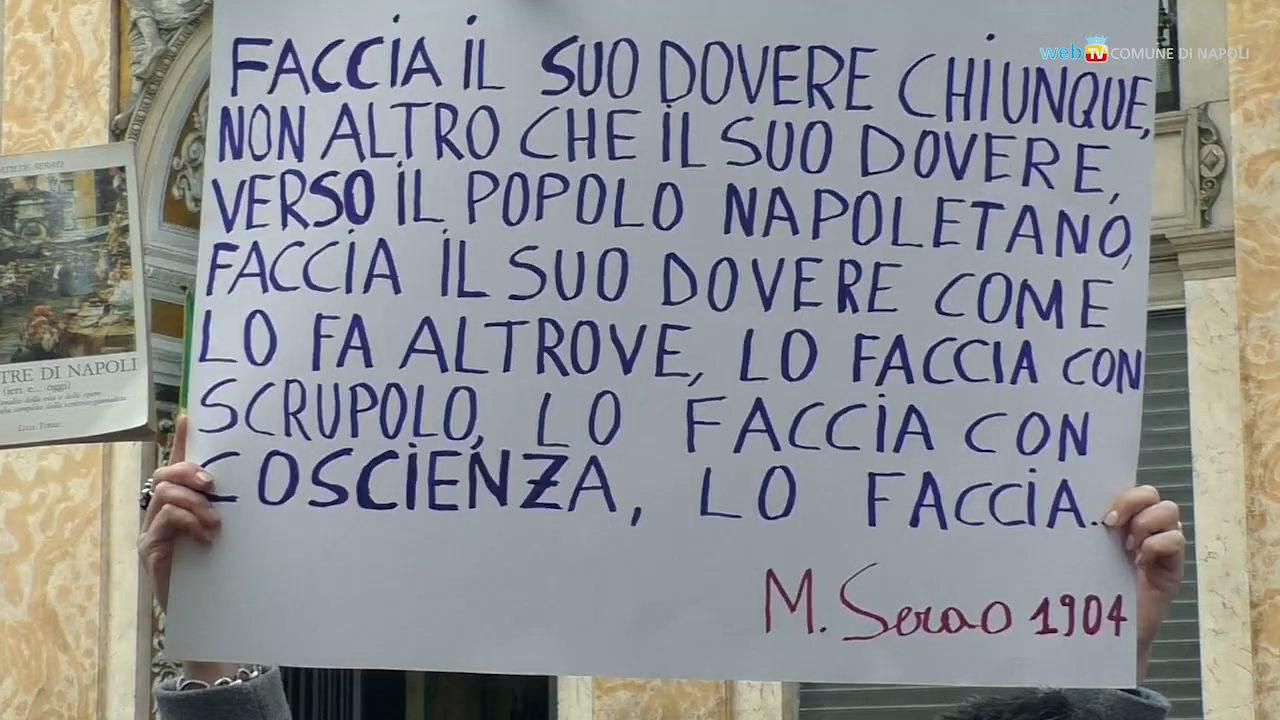 FACCIA IL SUO DOVERE CHIUNQUE,
NON ALTRO CHE IL SUO DOVERE,
VERSO IL POPOLO NAPOLETANO,
FACCIA IL SUO DOVERE COME
LO FA ALTROVE, LO FACCIA CON
SCRUPOLO, LO FACCIA CON
COSCIENZA, LO FACCIA..
M. Serao 1904
web TV COMUNE DI NAPOLI
TRE DI NAPOLI
(ieri e... oggi)